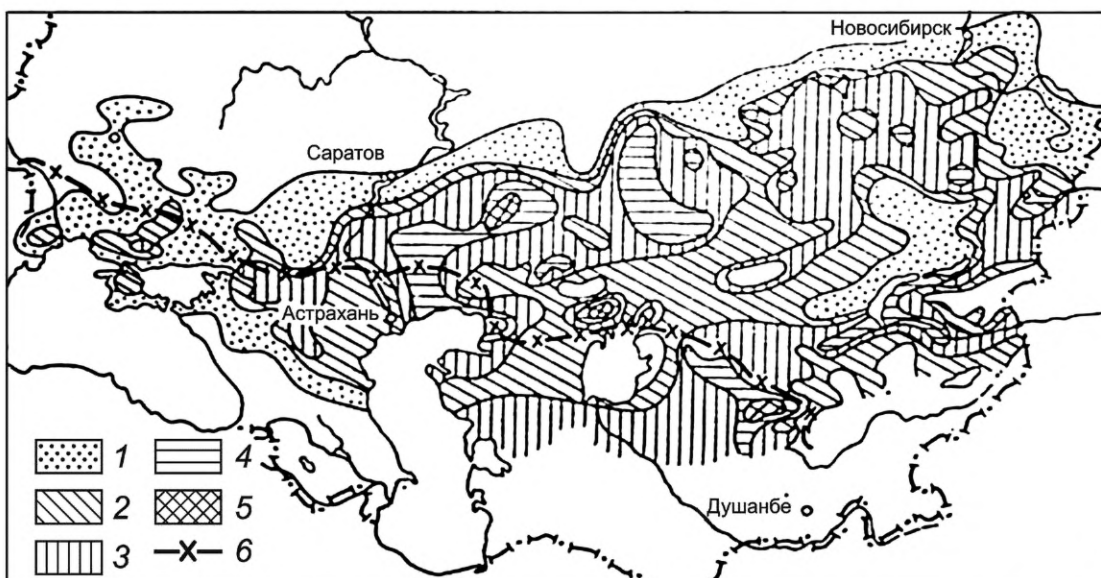 Новосибирск
Саратов
Астрахань
Душанбе
1 4
2 5
3 6